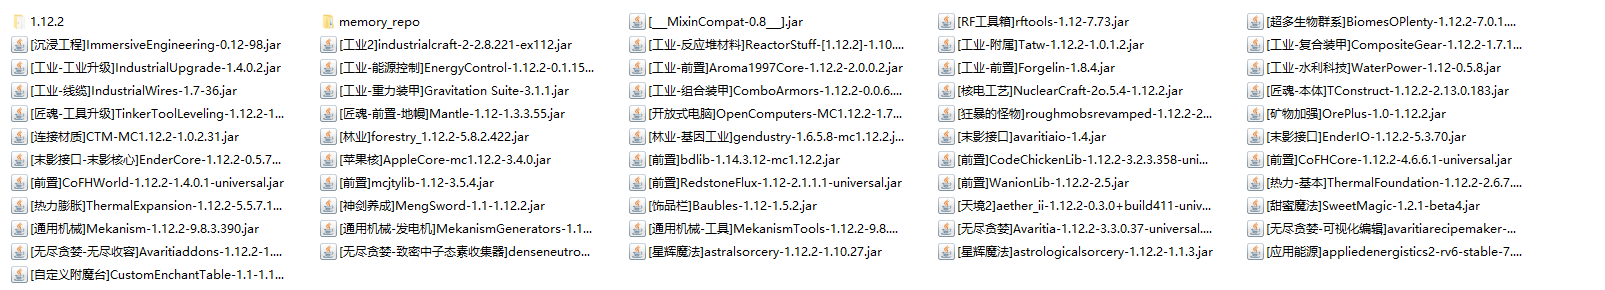 1.12.2
memory_repo
[__MixinCompat-0.8__].jar
[RF工具箱]rftools-1.12-7.73.jar
[超多生物群系]BiomesOPlenty-1.12.2-7.0.1....
[沉浸工程]ImmersiveEngineering-0.12-98.jar
[工业2]industrialcraft-2-2.8.221-ex112.jar
[工业-反应堆材料]ReactorStuff-[1.12.2]-1.10....
[工业-附属]Tatw-1.12.2-1.0.1.2.jar
[工业-复合装甲]CompositeGear-1.12.2-1.7.1...
[工业-工业升级]IndustrialUpgrade-1.4.0.2.jar
[工业-能源控制]EnergyControl-1.12.2-0.1.15...
[工业-前置]Aroma1997Core-1.12.2-2.0.0.2.jar
[工业-前置]Forgelin-1.8.4.jar
[工业-水利科技]WaterPower-1.12-0.5.8.jar
[工业-线缆]IndustrialWires-1.7-36.jar
[工业-重力装甲]Gravitation Suite-3.1.1.jar
[工业-组合装甲]ComboArmors-1.12.2-0.0.6....
[核电工艺]NuclearCraft-2o.5.4-1.12.2.jar
[匠魂-本体]TConstruct-1.12.2-2.13.0.183.jar
[匠魂-工具升级]TinkerToolLeveling-1.12.2-1...
[匠魂-前置-地幔]Mantle-1.12-1.3.3.55.jar
[开放式电脑]OpenComputers-MC1.12.2-1.7...
[狂暴的怪物]roughmobsrevamped-1.12.2-2...
[矿物加强]OrePlus-1.0-1.12.2.jar
[连接材质]CTM-MC1.12.2-1.0.2.31.jar
[林业]forestry_1.12.2-5.8.2.422.jar
[林业-基因工业]gendustry-1.6.5.8-mc1.12.2.j...
[末影接口]avaritiaio-1.4.jar
[末影接口]EnderIO-1.12.2-5.3.70.jar
[末影接口-末影核心]EnderCore-1.12.2-0.5.7...
[苹果核]AppleCore-mc1.12.2-3.4.0.jar
[前置]bdlib-1.14.3.12-mc1.12.2.jar
[前置]CodeChickenLib-1.12.2-3.2.3.358-uni...
[前置]CoFHCore-1.12.2-4.6.6.1-universal.jar
[前置]CoFHWorld-1.12.2-1.4.0.1-universal.jar
[前置]mcjtylib-1.12-3.5.4.jar
[前置]RedstoneFlux-1.12-2.1.1.1-universal.jar
[前置]WanionLib-1.12.2-2.5.jar
[热力-基本]ThermalFoundation-1.12.2-2.6.7....
[热力膨胀]ThermalExpansion-1.12.2-5.5.7.1...
[神剑养成]MengSword-1.1-1.12.2.jar
[饰品栏]Baubles-1.12-1.5.2.jar
[天境2]aether_ii-1.12.2-0.3.0+build411-univ...
[甜蜜魔法]SweetMagic-1.2.1-beta4.jar
[通用机械]Mekanism-1.12.2-9.8.3.390.jar
[通用机械-发电机]MekanismGenerators-1.1...
[通用机械-工具]MekanismTools-1.12.2-9.8....
[无尽贪婪]Avaritia-1.12.2-3.3.0.37-universal....
[无尽贪婪-可视化编辑]avaritiarecipemaker-...
[无尽贪婪-无尽收容]Avaritiaddons-1.12.2-1....
[无尽贪婪-致密中子态素收集器]denseneutro...
[星辉魔法]astralsorcery-1.12.2-1.10.27.jar
[星辉魔法]astrologicalsorcery-1.12.2-1.1.3.jar
[应用能源]appliedenergistics2-rv6-stable-7....
[自定义附魔台]CustomEnchantTable-1.1-1.1...